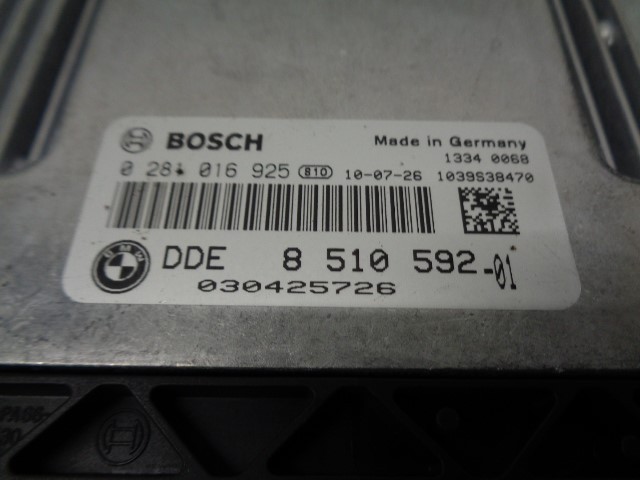 BOSCH Made in Germany
1334 0068
0 281 016 925 810 10-07-26 1039S38470
BMW DDE 8 510 592-01
030425726